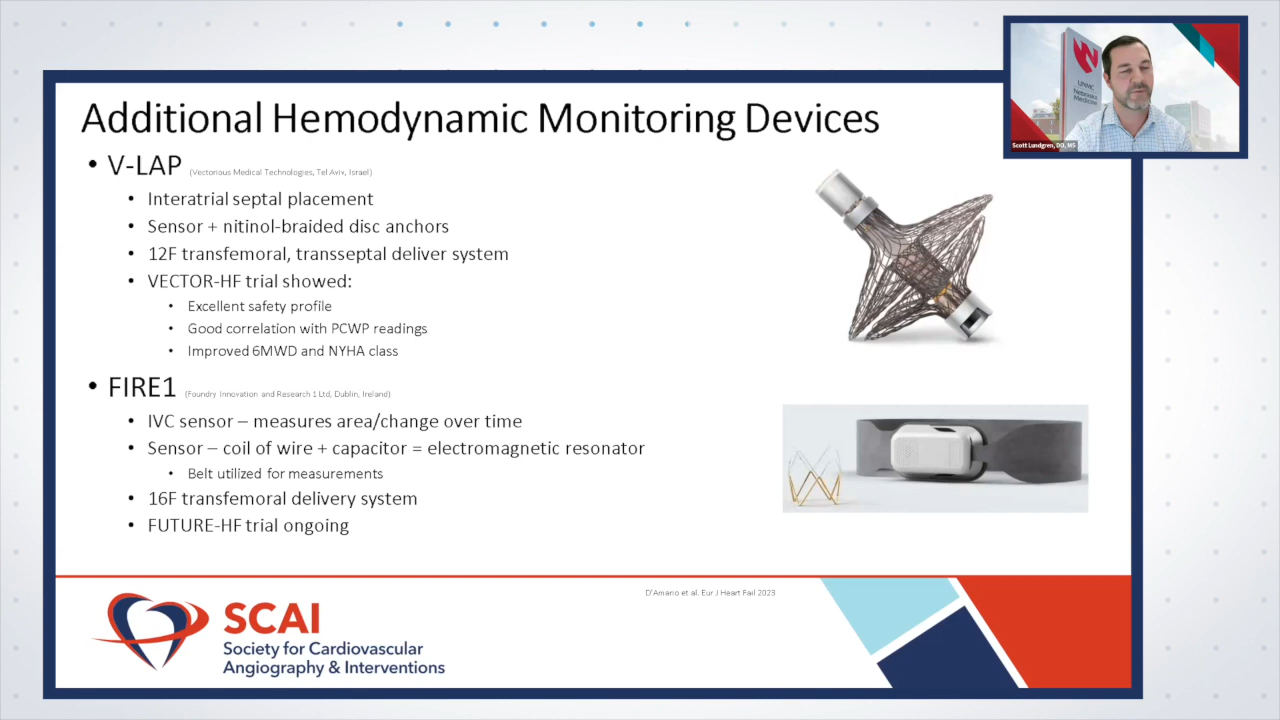 Additional Hemodynamic Monitoring Devices
• V-LAP (Vectorious Medical Technologies, Tel Aviv, Israel)
• Interatrial septal placement
• Sensor + nitinol-braided disc anchors
• 12F transfemoral, transseptal deliver system
• VECTOR-HF trial showed:
• Excellent safety profile
• Good correlation with PCWP readings
• Improved 6MWD and NYHA class
• FIRE1 (Foundry Innovation and Research 1 Ltd, Dublin, Ireland)
• IVC sensor – measures area/change over time
• Sensor – coil of wire + capacitor = electromagnetic resonator
• Belt utilized for measurements
• 16F transfemoral delivery system
• FUTURE-HF trial ongoing
D'Amario et al. Eur J Heart Fail 2023
SCAI
Society for Cardiovascular
Angiography & Interventions
UNMC
Nebraska
Medicine
Scott Lundgren, DO, MS